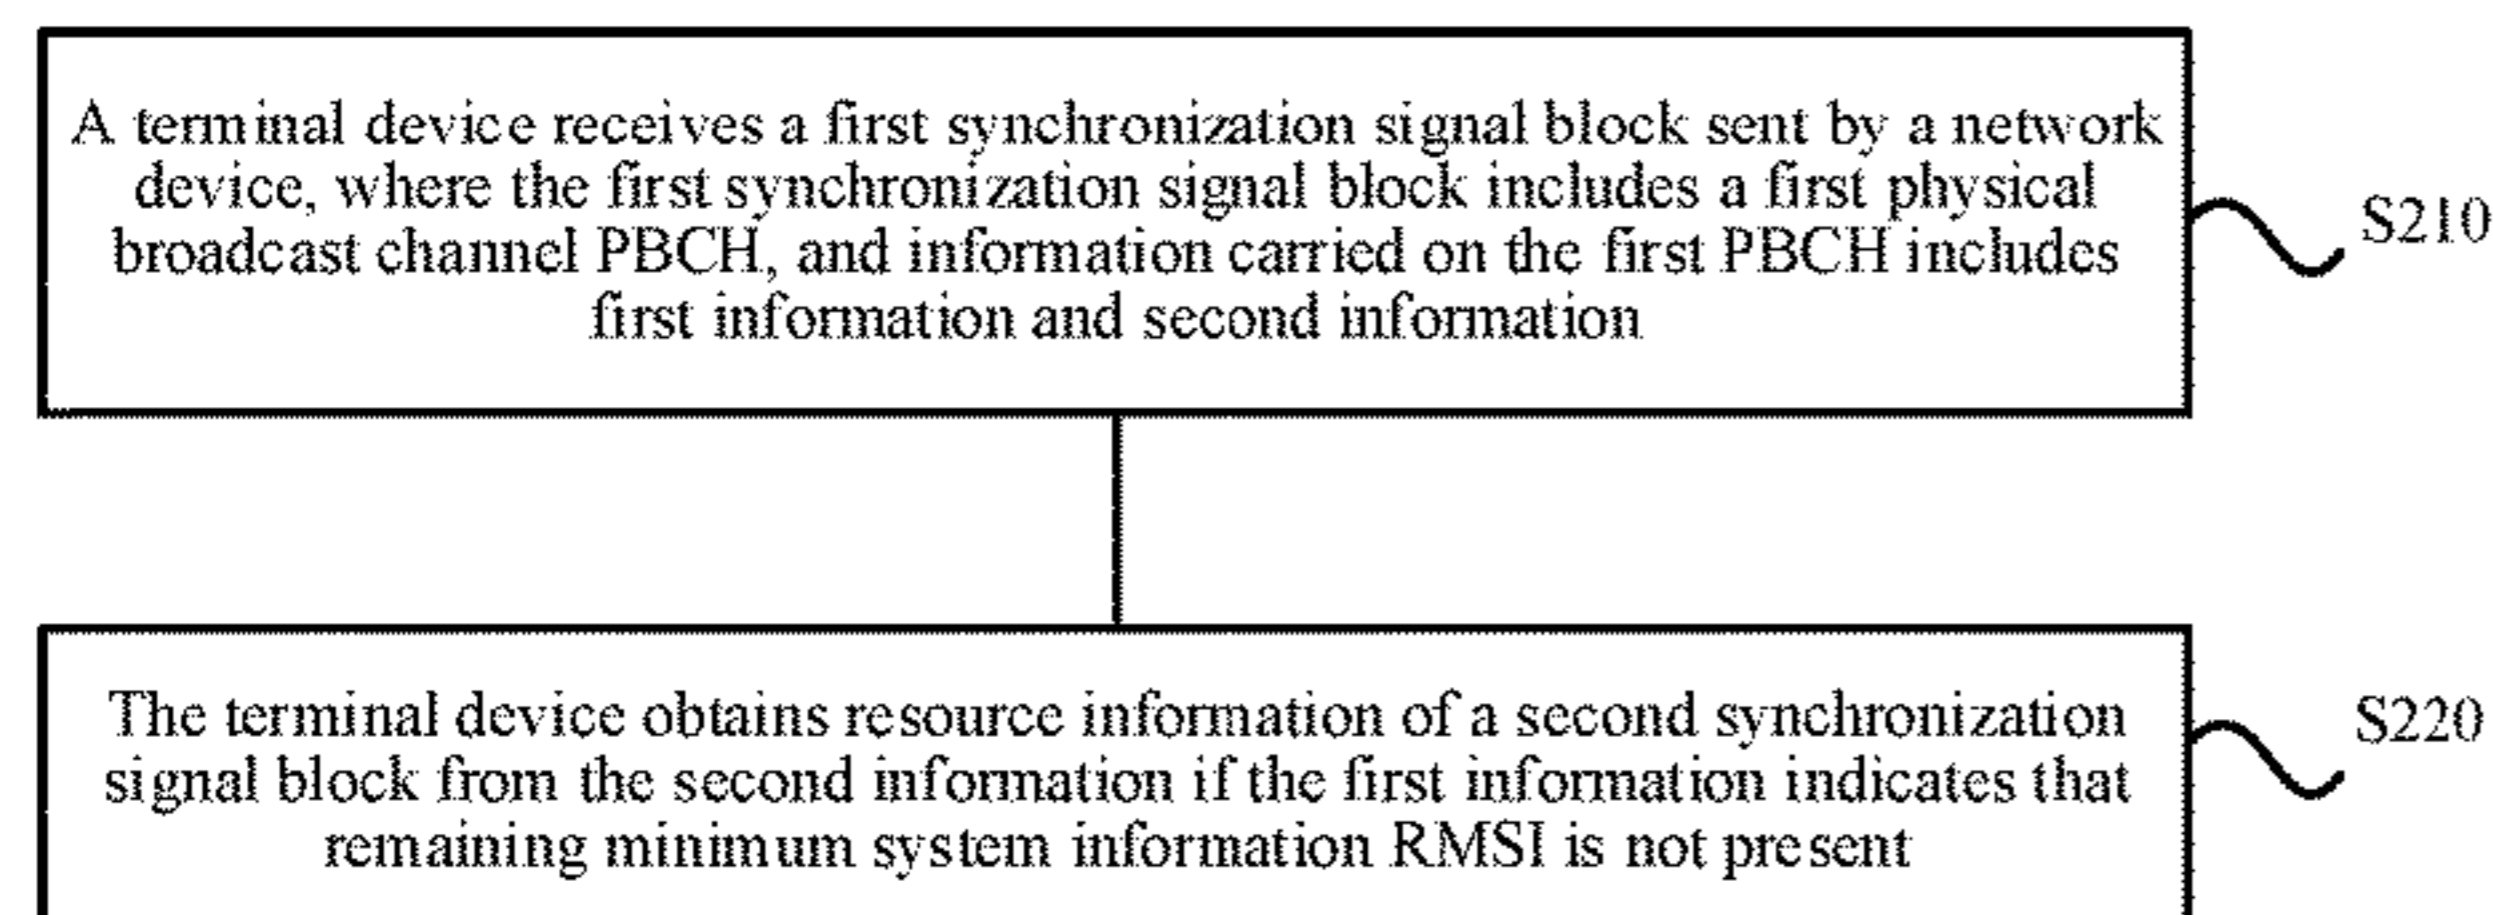 A terminal device receives a first synchronization signal block sent by a network
device, where the first synchronization signal block includes a first physical
broadcast channel PBCH, and information carried on the first PBCH includes
first information and second information
S210
The terminal device obtains resource information of a second synchronization
signal block from the second information if the first information indicates that
remaining minimum system information RMSI is not present
S220